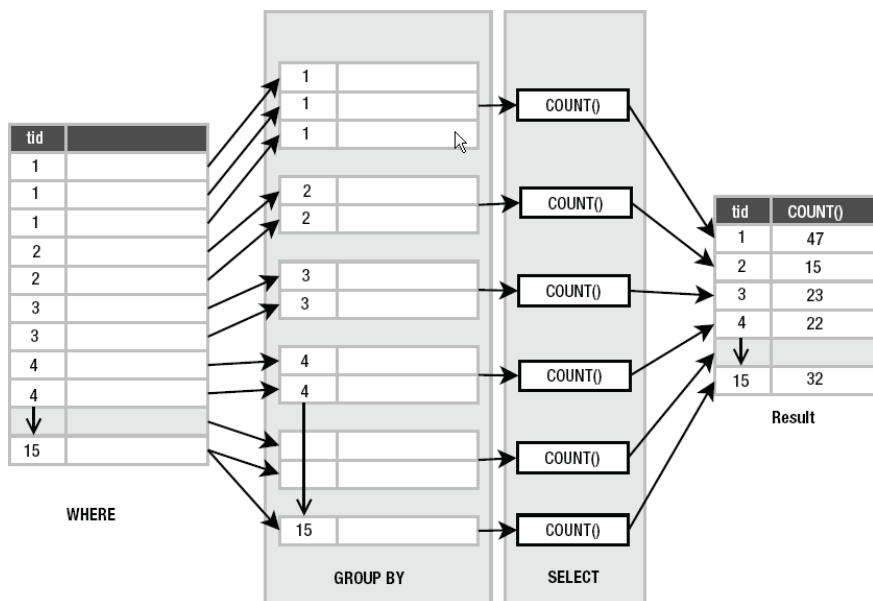 tid
1
1
1
2
2
3
3
4
4
15
WHERE
1
1
1
2
2
3
3
4
4
15
GROUP BY
COUNT()
COUNT()
COUNT()
COUNT()
COUNT()
COUNT()
SELECT
tid COUNT()
1 47
2 15
3 23
4 22
15 32
Result